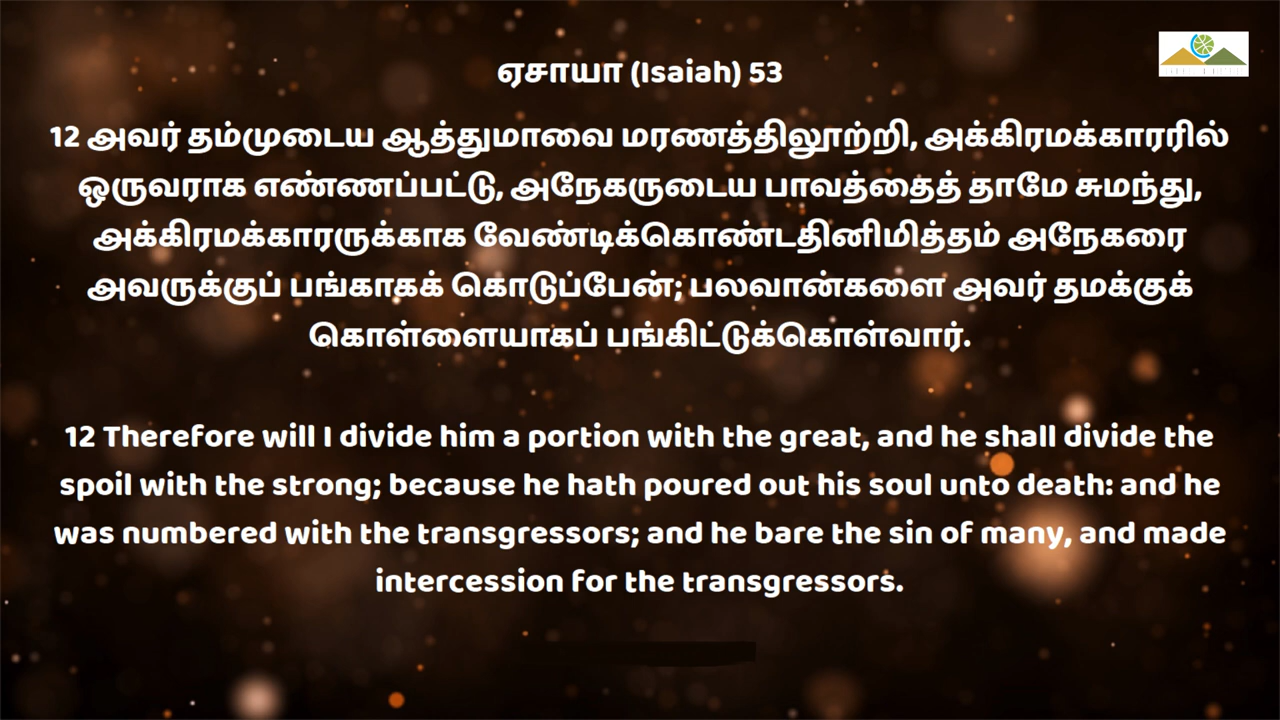 ஏசாயா (Isaiah) 53
12 அவர் தம்முடைய ஆத்துமாவை மரணத்திலூற்றி, அக்கிரமக்காரரில்
ஒருவராக எண்ணப்பட்டு, அநேகருடைய பாவத்தைத் தாமே சுமந்து,
அக்கிரமக்காரருக்காக வேண்டிக்கொண்டதினிமித்தம் அநேகரை
அவருக்குப் பங்காகக் கொடுப்பேன்; பலவான்களை அவர் தமக்குக்
கொள்ளையாகப் பங்கிட்டுக்கொள்வார்.
12 Therefore will I divide him a portion with the great, and he shall divide the
spoil with the strong; because he hath poured out his soul unto death: and he
was numbered with the transgressors; and he bare the sin of many, and made
intercession for the transgressors.